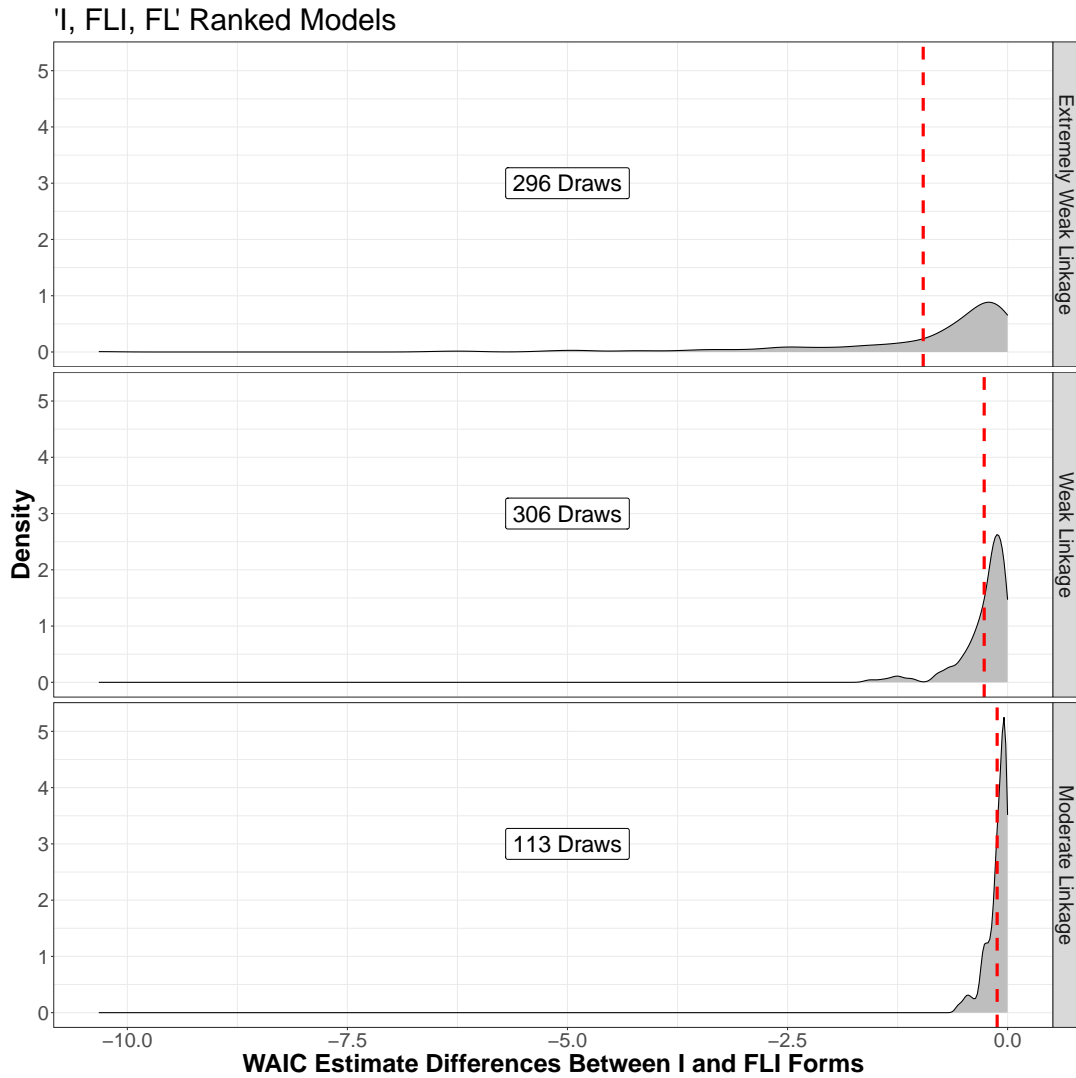 'I, FLI, FL' Ranked Models
5
4
3
2
1
0
296 Draws
Extremely Weak Linkage
5
4
3
2
1
0
306 Draws
Weak Linkage
Density
5
4
3
2
1
0
113 Draws
Moderate Linkage
−10.0 −7.5 −5.0 −2.5 0.0
WAIC Estimate Differences Between I and FLI Forms